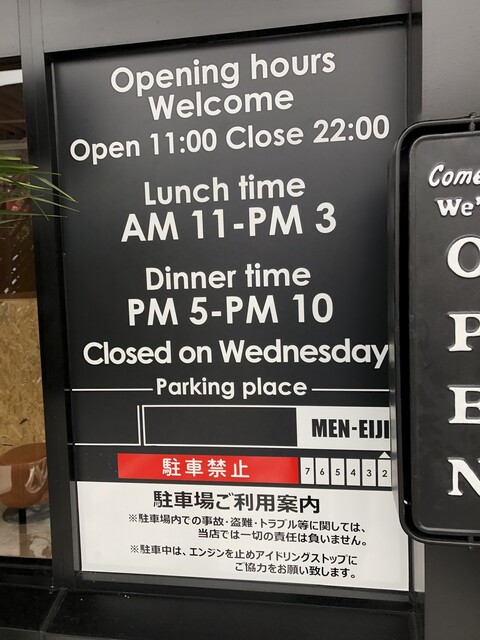 Opening hours
Welcome
Open 11:00 Close 22:00
Lunch time
AM 11-PM 3
Dinner time
PM 5-PM 10
Closed on Wednesday
Parking place
MEN-EIJI
駐車禁止
7 6 5 4 3 2
駐車場ご利用案内
※駐車場内での事故・盗難・トラブル等に関しては、
当店では一切の責任は負いません。
※駐車中は、エンジンを止めアイドリングストップに
ご協力をお願い致します。
Come
We'
OPEN